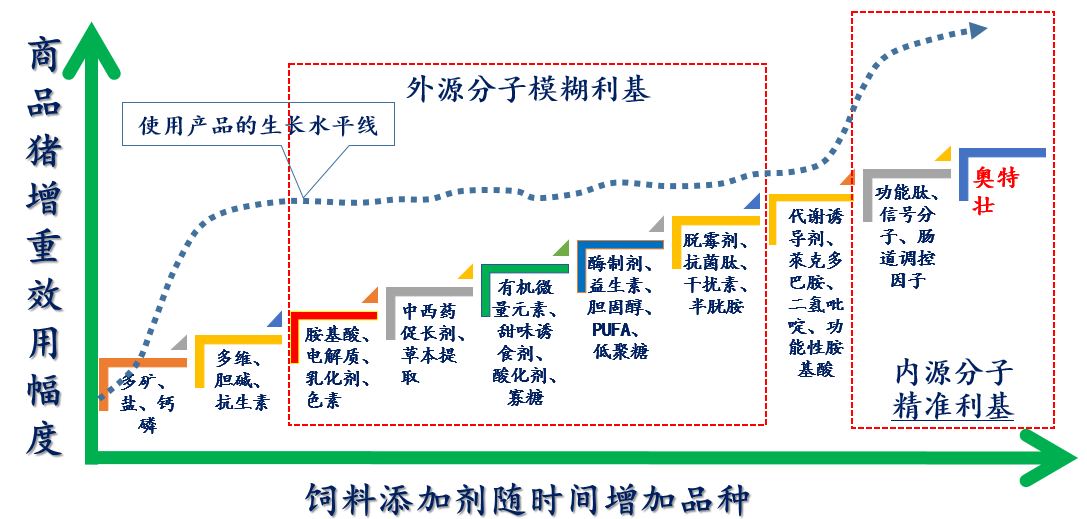 商品猪增重效用幅度
外源分子模糊利基
使用产品的生长水平线
多矿、
盐、钙
磷
多维、
胆碱、
抗生素
胺基酸、
电解质、
乳化剂、
色素
中西药
促长剂、
草本提
取
有机微
量元素、
甜味诱
食剂、
酸化剂、
寡糖
酶制剂、
益生素、
胆固醇、
PUFA、
低聚糖
脱霉剂、
抗菌肽、
干扰素、
半胱胺
代谢诱
导剂、
莱克多
巴胺、
二氢吡
啶、功
能性胺
基酸
功能肽、
信号分
子、肠
道调控
因子
奥特
壮
内源分子
精准利基
饲料添加剂随时间增加品种